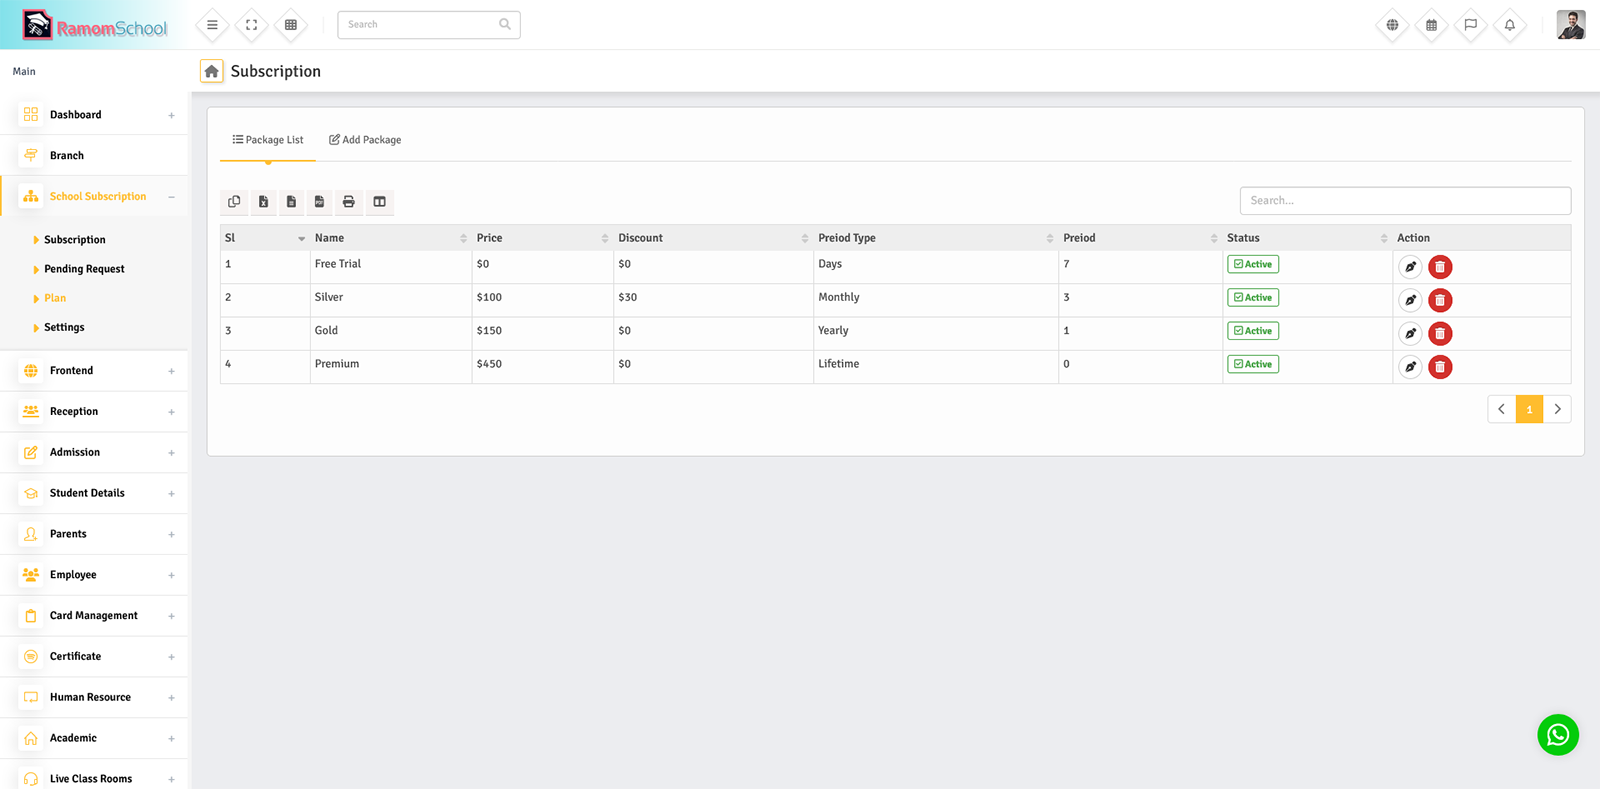 RamomSchool
Search
Main
Subscription
Dashboard
Branch
School Subscription
Subscription
Pending Request
Plan
Settings
Frontend
Reception
Admission
Student Details
Parents
Employee
Card Management
Certificate
Human Resource
Academic
Live Class Rooms
Package List Add Package
Search...
Sl Name Price Discount Preiod Type Preiod Status Action
1 Free Trial $0 $0 Days 7 Active
2 Silver $100 $30 Monthly 3 Active
3 Gold $150 $0 Yearly 1 Active
4 Premium $450 $0 Lifetime 0 Active
1